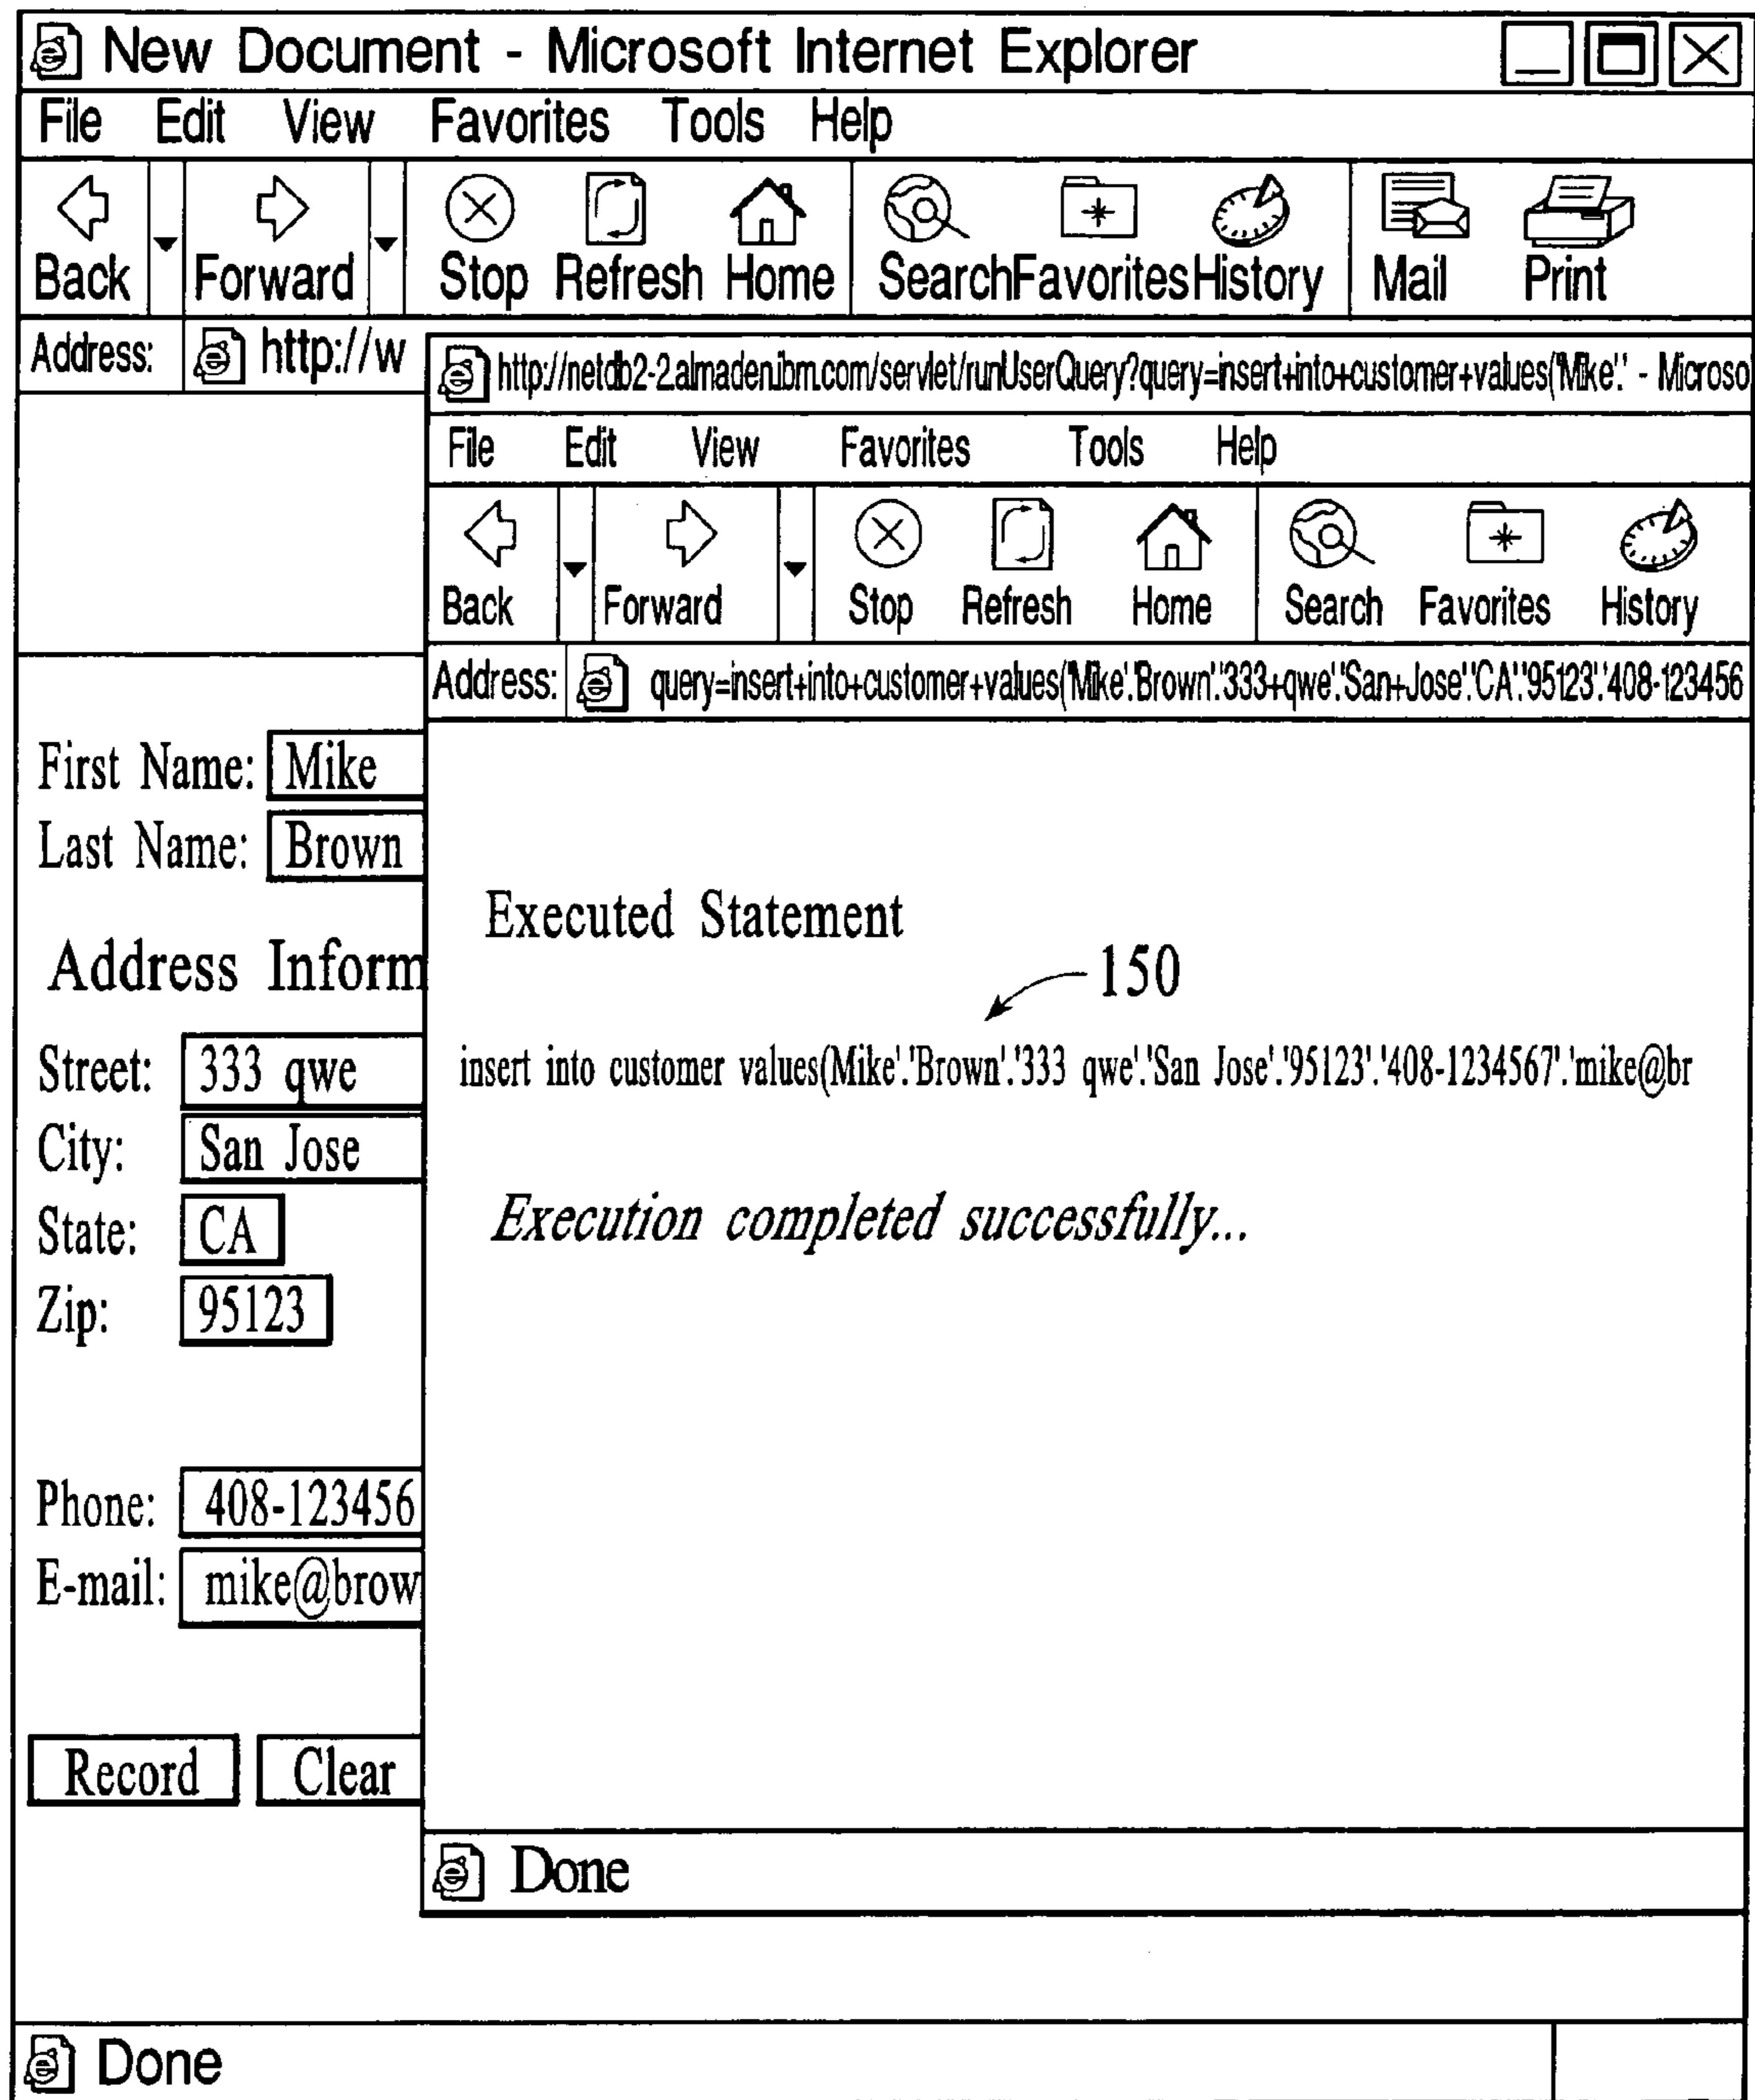 New Document - Microsoft Internet Explorer
File Edit View Favorites Tools Help
Back Forward Stop Refresh Home Search Favorites History Mail Print
Address: http://w
http://netdb2-2.almaden.ibm.com/servlet/runUserQuery?query=insert+into+customer+values('Mike'.' - Microso
File Edit View Favorites Tools Help
Back Forward Stop Refresh Home Search Favorites History
Address: query=insert+into+customer+values('Mike'.'Brown'.'333+qwe'.'San+Jose'.'CA'.'95123'.'408-123456
First Name: Mike
Last Name: Brown
Address Inform
Street: 333 qwe
City: San Jose
State: CA
Zip: 95123
Phone: 408-123456
E-mail: mike@brow
Record Clear
Executed Statement
150
insert into customer values(Mike'.'Brown'.'333 qwe'.'San Jose'.'95123'.'408-1234567'.'mike@br
Execution completed successfully...
Done
Done